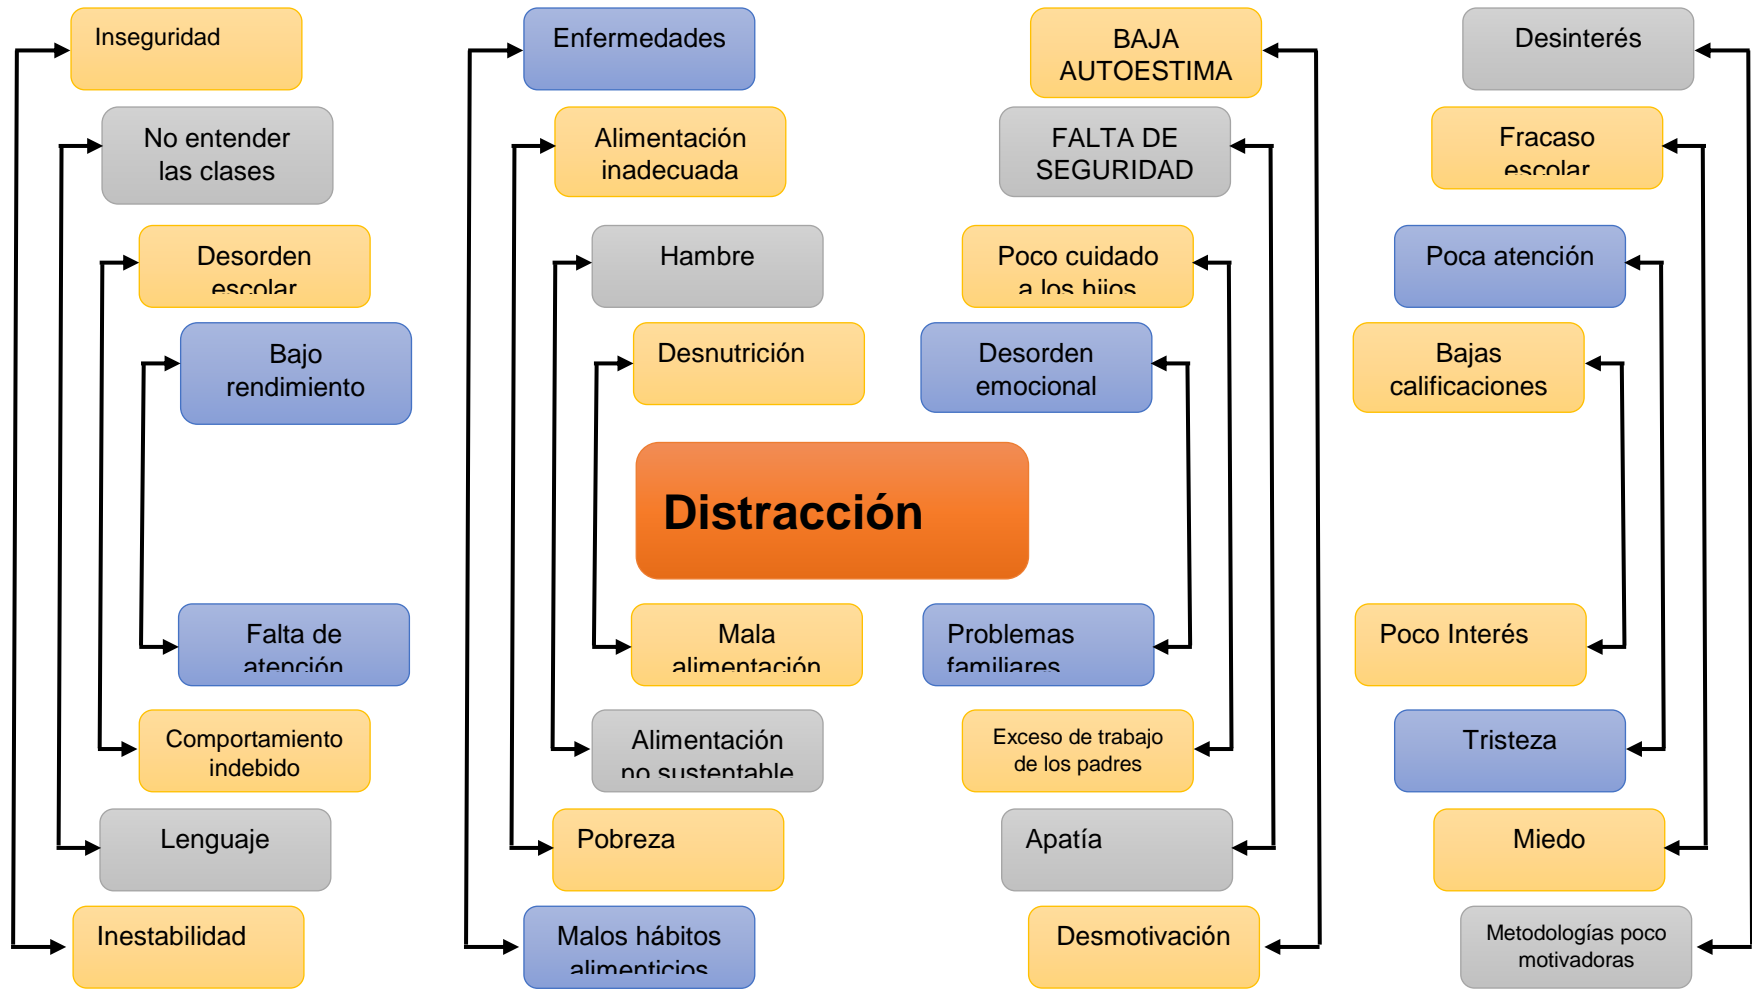 Inseguridad
Enfermedades
BAJA
AUTOESTIMA
Desinterés
No entender
las clases
Alimentación
inadecuada
FALTA DE
SEGURIDAD
Fracaso
escolar
Desorden
escolar
Hambre
Poco cuidado
a los hijos
Poca atención
Bajo
rendimiento
Desnutrición
Desorden
emocional
Bajas
calificaciones
Distracción
Falta de
atención
Mala
alimentación
Problemas
familiares
Poco Interés
Comportamiento
indebido
Alimentación
no sustentable
Exceso de trabajo
de los padres
Tristeza
Lenguaje
Pobreza
Apatía
Miedo
Inestabilidad
Malos hábitos
alimenticios
Desmotivación
Metodologías poco
motivadoras